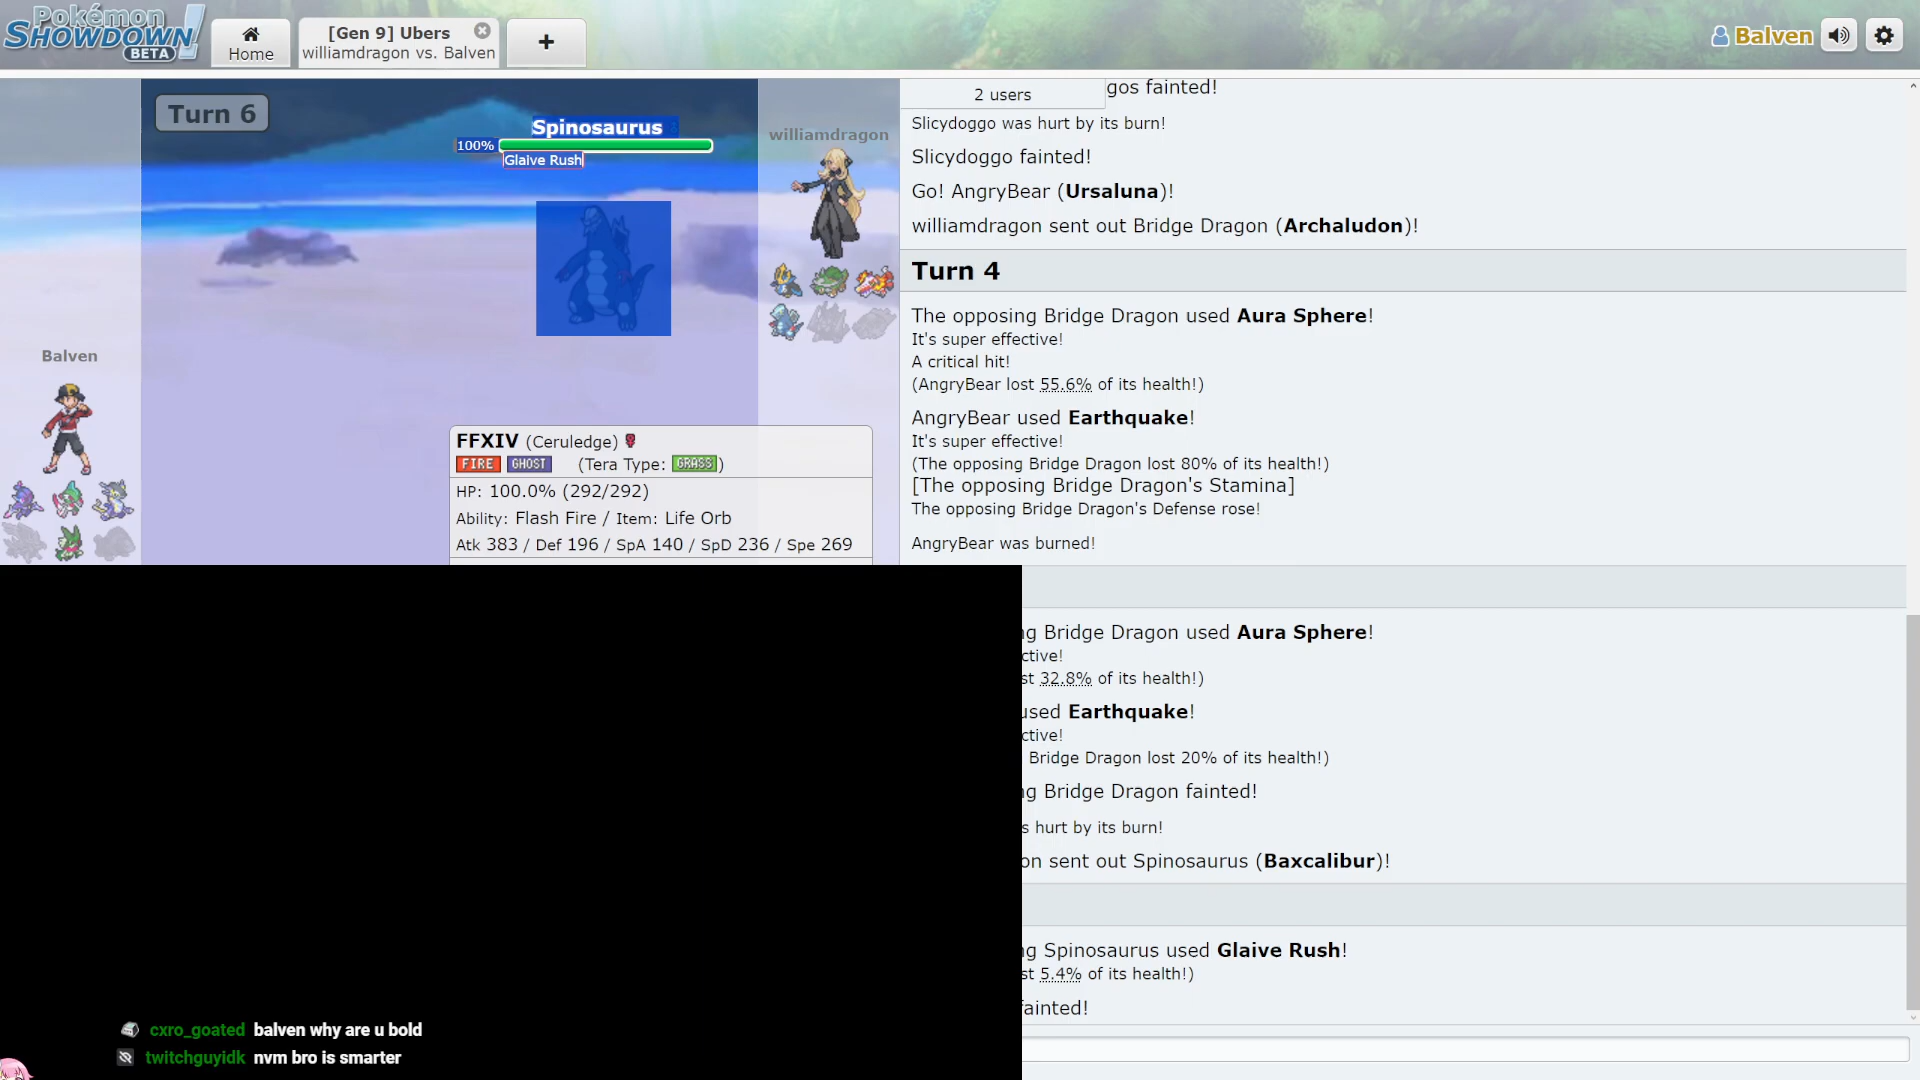 Pokémon
SHOWDOWN!
BETA
Home
[Gen 9] Ubers
williamdragon vs. Balven
+
Balven
Turn 6
Spinosaurus
100%
Glaive Rush
williamdragon
Balven
FFXIV (Ceruledge)
FIRE GHOST (Tera Type: GRASS)
HP: 100.0% (292/292)
Ability: Flash Fire / Item: Life Orb
Atk 383 / Def 196 / SpA 140 / SpD 236 / Spe 269
2 users
gos fainted!
Slicydoggo was hurt by its burn!
Slicydoggo fainted!
Go! AngryBear (Ursaluna)!
williamdragon sent out Bridge Dragon (Archaludon)!
Turn 4
The opposing Bridge Dragon used Aura Sphere!
It's super effective!
A critical hit!
(AngryBear lost 55.6% of its health!)
AngryBear used Earthquake!
It's super effective!
(The opposing Bridge Dragon lost 80% of its health!)
[The opposing Bridge Dragon's Stamina]
The opposing Bridge Dragon's Defense rose!
AngryBear was burned!
ng Bridge Dragon used Aura Sphere!
ctive!
st 32.8% of its health!)
used Earthquake!
ctive!
Bridge Dragon lost 20% of its health!)
ng Bridge Dragon fainted!
s hurt by its burn!
on sent out Spinosaurus (Baxcalibur)!
ng Spinosaurus used Glaive Rush!
st 5.4% of its health!)
fainted!
cxro_goated balven why are u bold
twitchguyidk nvm bro is smarter